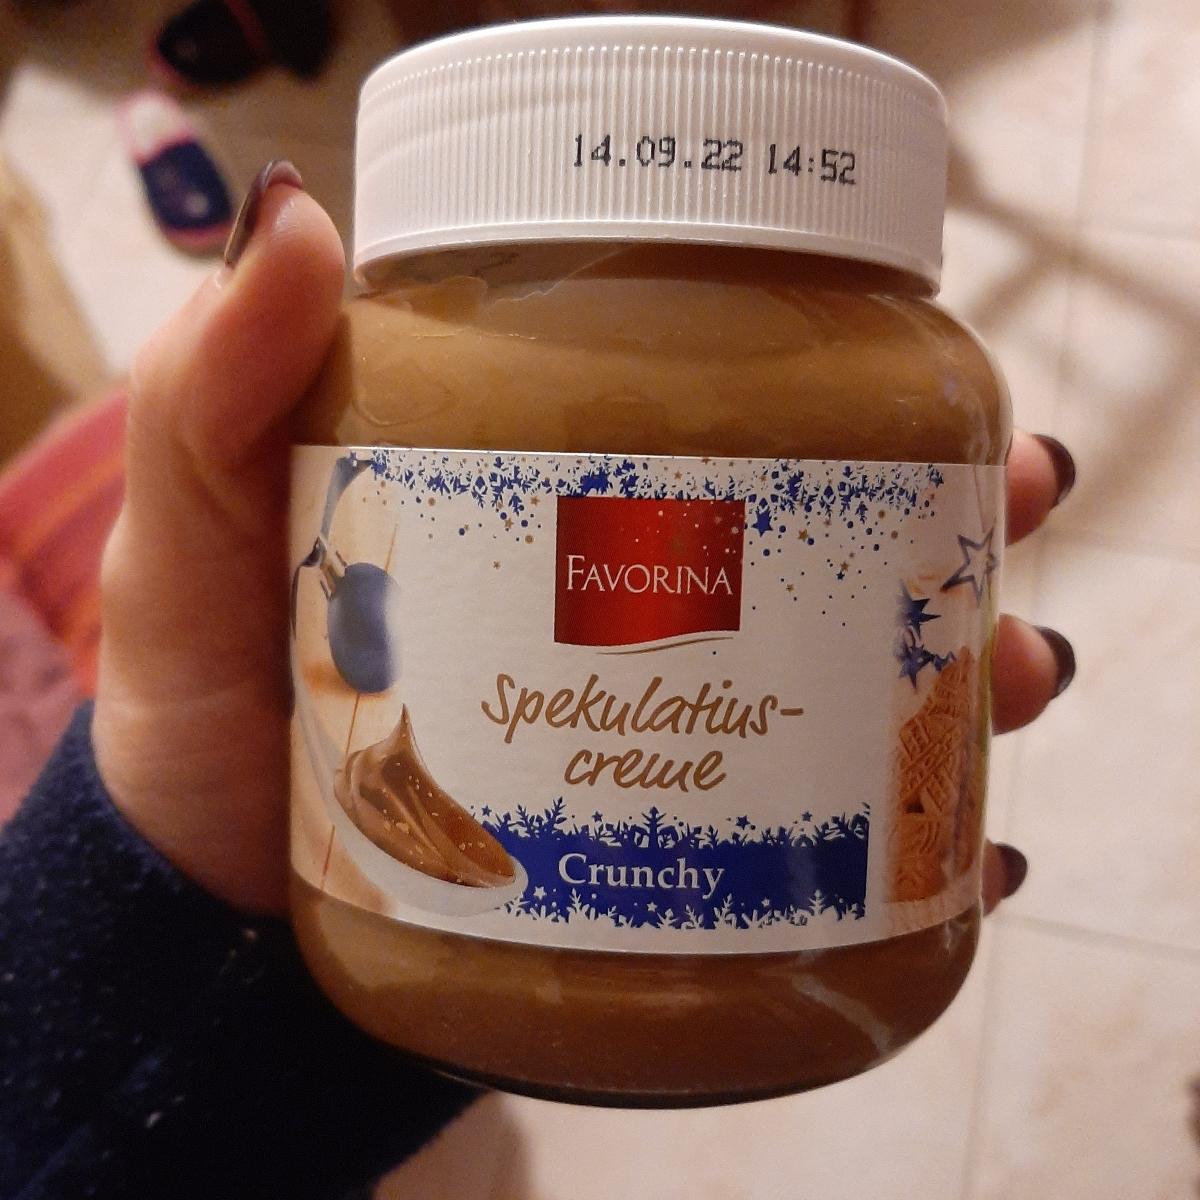 14.09.22 14:52
FAVORINA
Spekulatius-
creme
Crunchy